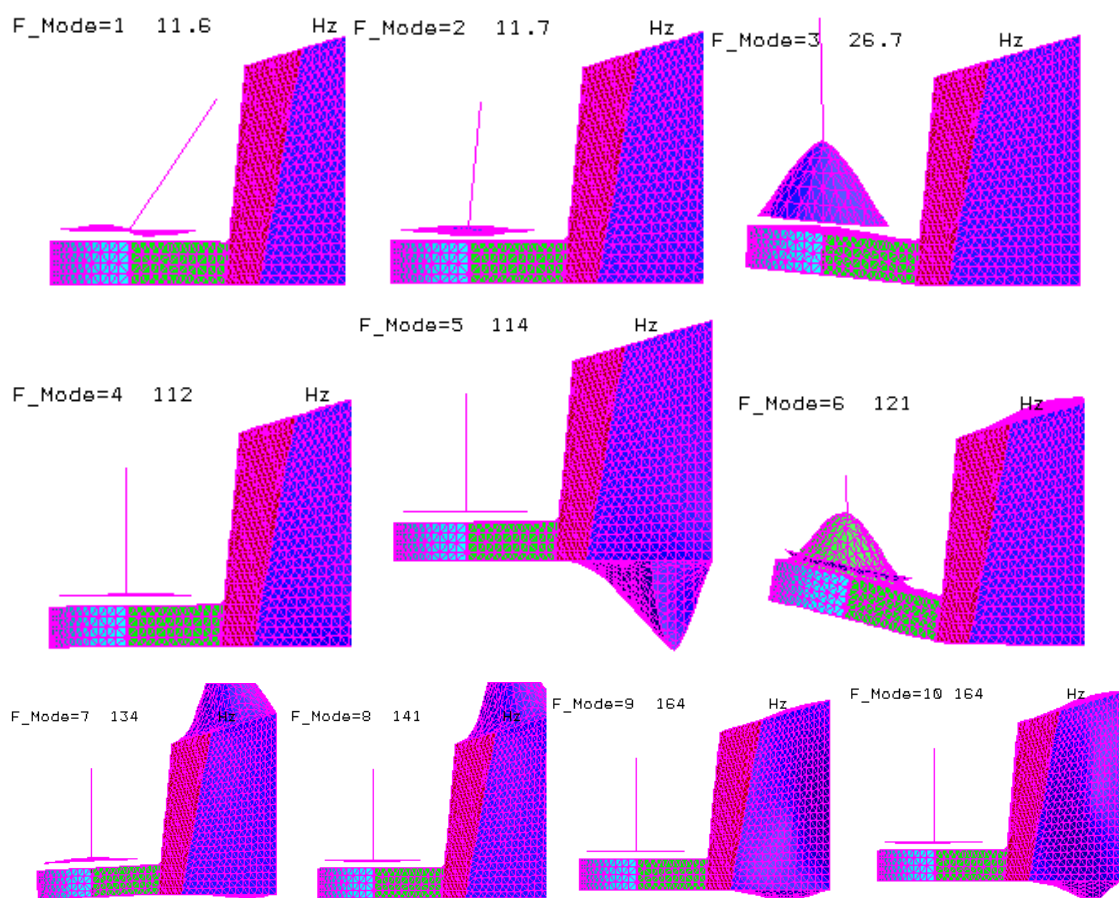 F_Mode=1 11.6 Hz
F_Mode=2 11.7 Hz
F_Mode=3 26.7 Hz
F_Mode=4 112 Hz
F_Mode=5 114 Hz
F_Mode=6 121 Hz
F_Mode=7 134 Hz
F_Mode=8 141 Hz
F_Mode=9 164 Hz
F_Mode=10 164 Hz